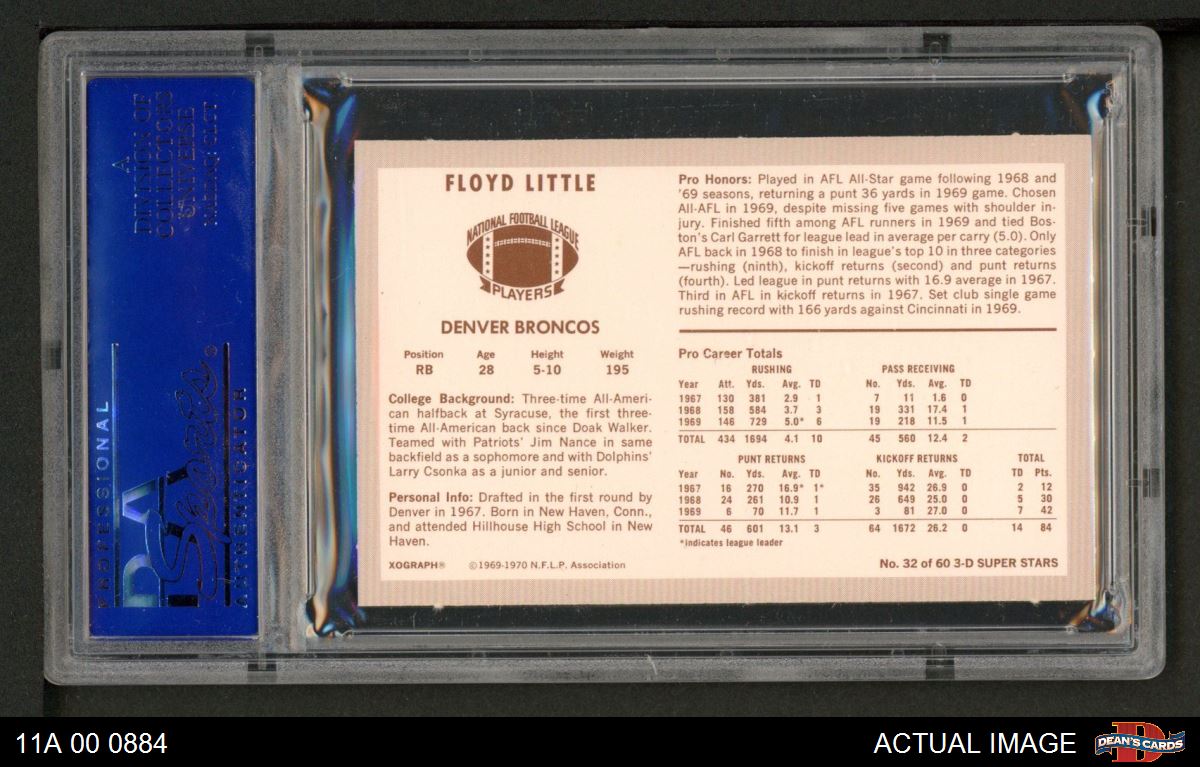 A
DIVISION OF
COLLECTORS
UNIVERSE
NASDAQ: CLCT
PSA
Sports®
PROFESSIONAL
AUTHENTICATOR
FLOYD LITTLE
NATIONAL FOOTBALL LEAGUE
PLAYERS
DENVER BRONCOS
Position Age Height Weight
RB 28 5-10 195
College Background: Three-time All-Ameri-
can halfback at Syracuse, the first three-
time All-American back since Doak Walker.
Teamed with Patriots' Jim Nance in same
backfield as a sophomore and with Dolphins'
Larry Csonka as a junior and senior.
Personal Info: Drafted in the first round by
Denver in 1967. Born in New Haven, Conn.,
and attended Hillhouse High School in New
Haven.
XOGRAPH® ©1969-1970 N.F.L.P. Association
Pro Honors: Played in AFL All-Star game following 1968 and
'69 seasons, returning a punt 36 yards in 1969 game. Chosen
All-AFL in 1969, despite missing five games with shoulder in-
jury. Finished fifth among AFL runners in 1969 and tied Bos-
ton's Carl Garrett for league lead in average per carry (5.0). Only
AFL back in 1968 to finish in league's top 10 in three categories
—rushing (ninth), kickoff returns (second) and punt returns
(fourth). Led league in punt returns with 16.9 average in 1967.
Third in AFL in kickoff returns in 1967. Set club single game
rushing record with 166 yards against Cincinnati in 1969.
Pro Career Totals
RUSHING PASS RECEIVING
Year Att. Yds. Avg. TD No. Yds. Avg. TD
1967 130 381 2.9 1 7 11 1.6 0
1968 158 584 3.7 3 19 331 17.4 1
1969 146 729 5.0* 6 19 218 11.5 1
TOTAL 434 1694 4.1 10 45 560 12.4 2
PUNT RETURNS KICKOFF RETURNS TOTAL
Year No. Yds. Avg. TD No. Yds. Avg. TD TD Pts.
1967 16 270 16.9* 1* 35 942 26.9 0 2 12
1968 24 261 10.9 1 26 649 25.0 0 5 30
1969 6 70 11.7 1 3 81 27.0 0 7 42
TOTAL 46 601 13.1 3 64 1672 26.2 0 14 84
*indicates league leader
No. 32 of 60 3-D SUPER STARS
11A 00 0884
ACTUAL IMAGE
D
DEAN'S CARDS